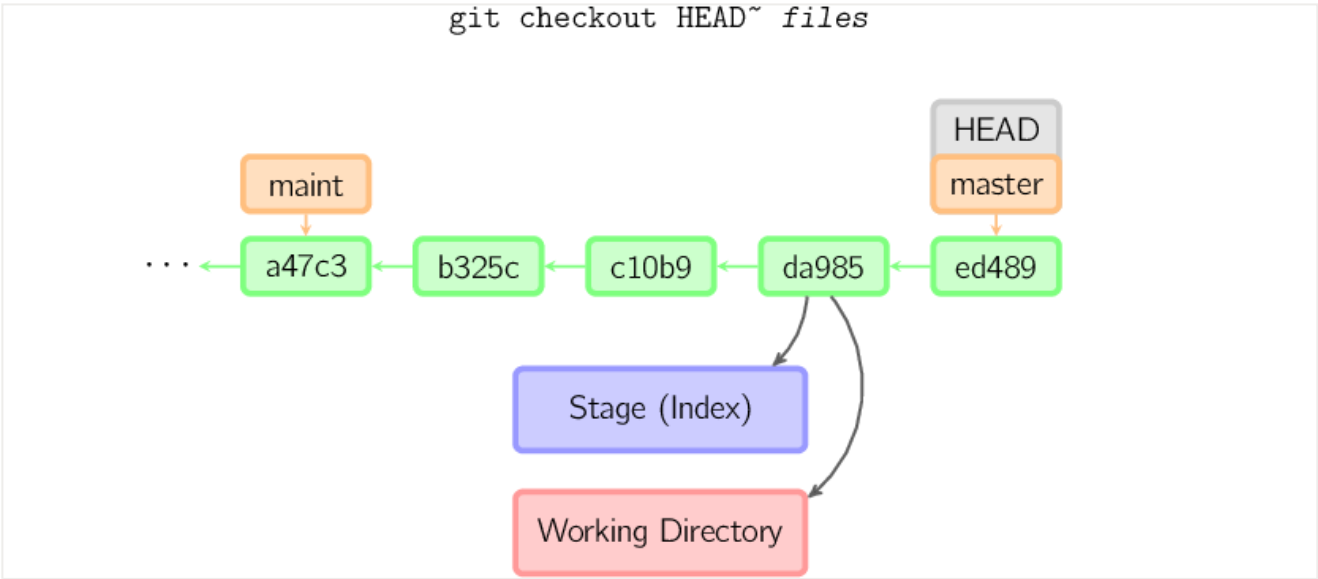 git checkout HEAD~ files
HEAD
maint
master
... a47c3 b325c c10b9 da985 ed489
Stage (Index)
Working Directory